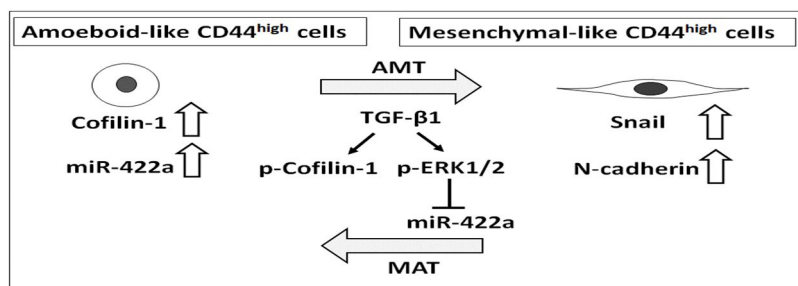 Amoeboid-like CD44high cells
Mesenchymal-like CD44high cells
AMT
TGF-β1
Cofilin-1
miR-422a
p-Cofilin-1
p-ERK1/2
miR-422a
MAT
Snail
N-cadherin